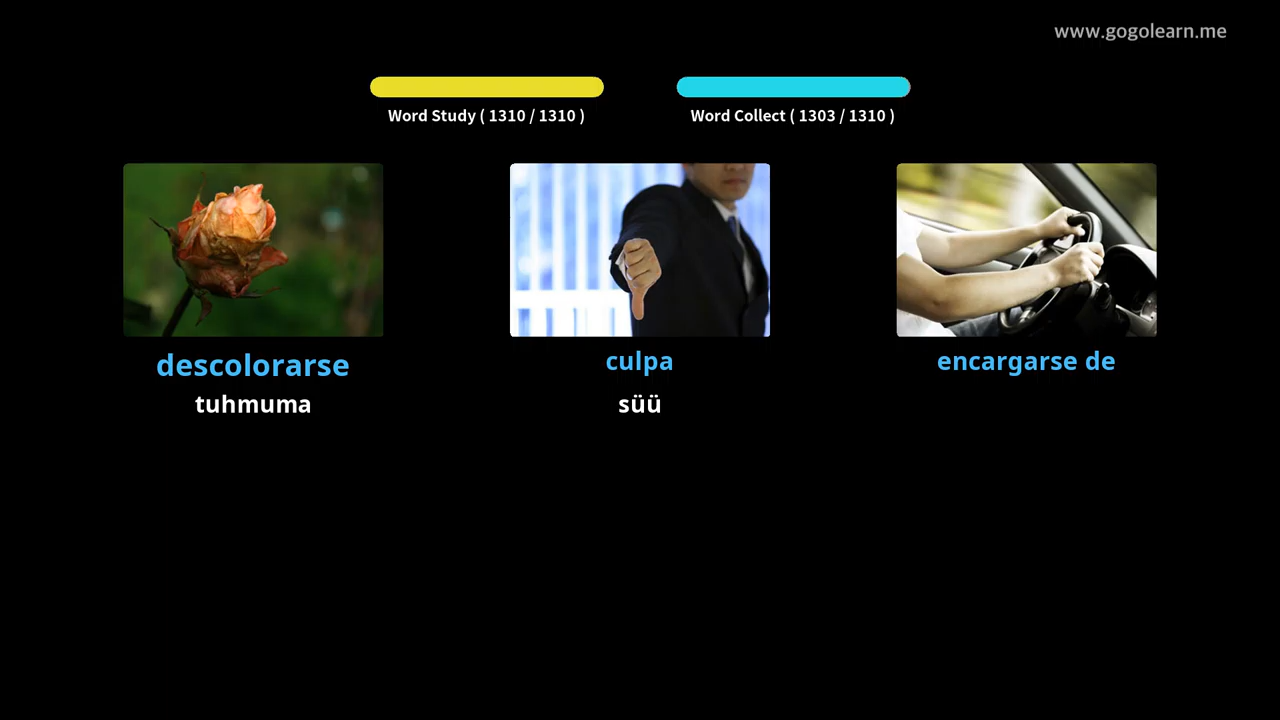 www.gogolearn.me
Word Study ( 1310 / 1310 )
Word Collect ( 1303 / 1310 )
descolorarse
culpa
encargarse de
tuhmuma
süü